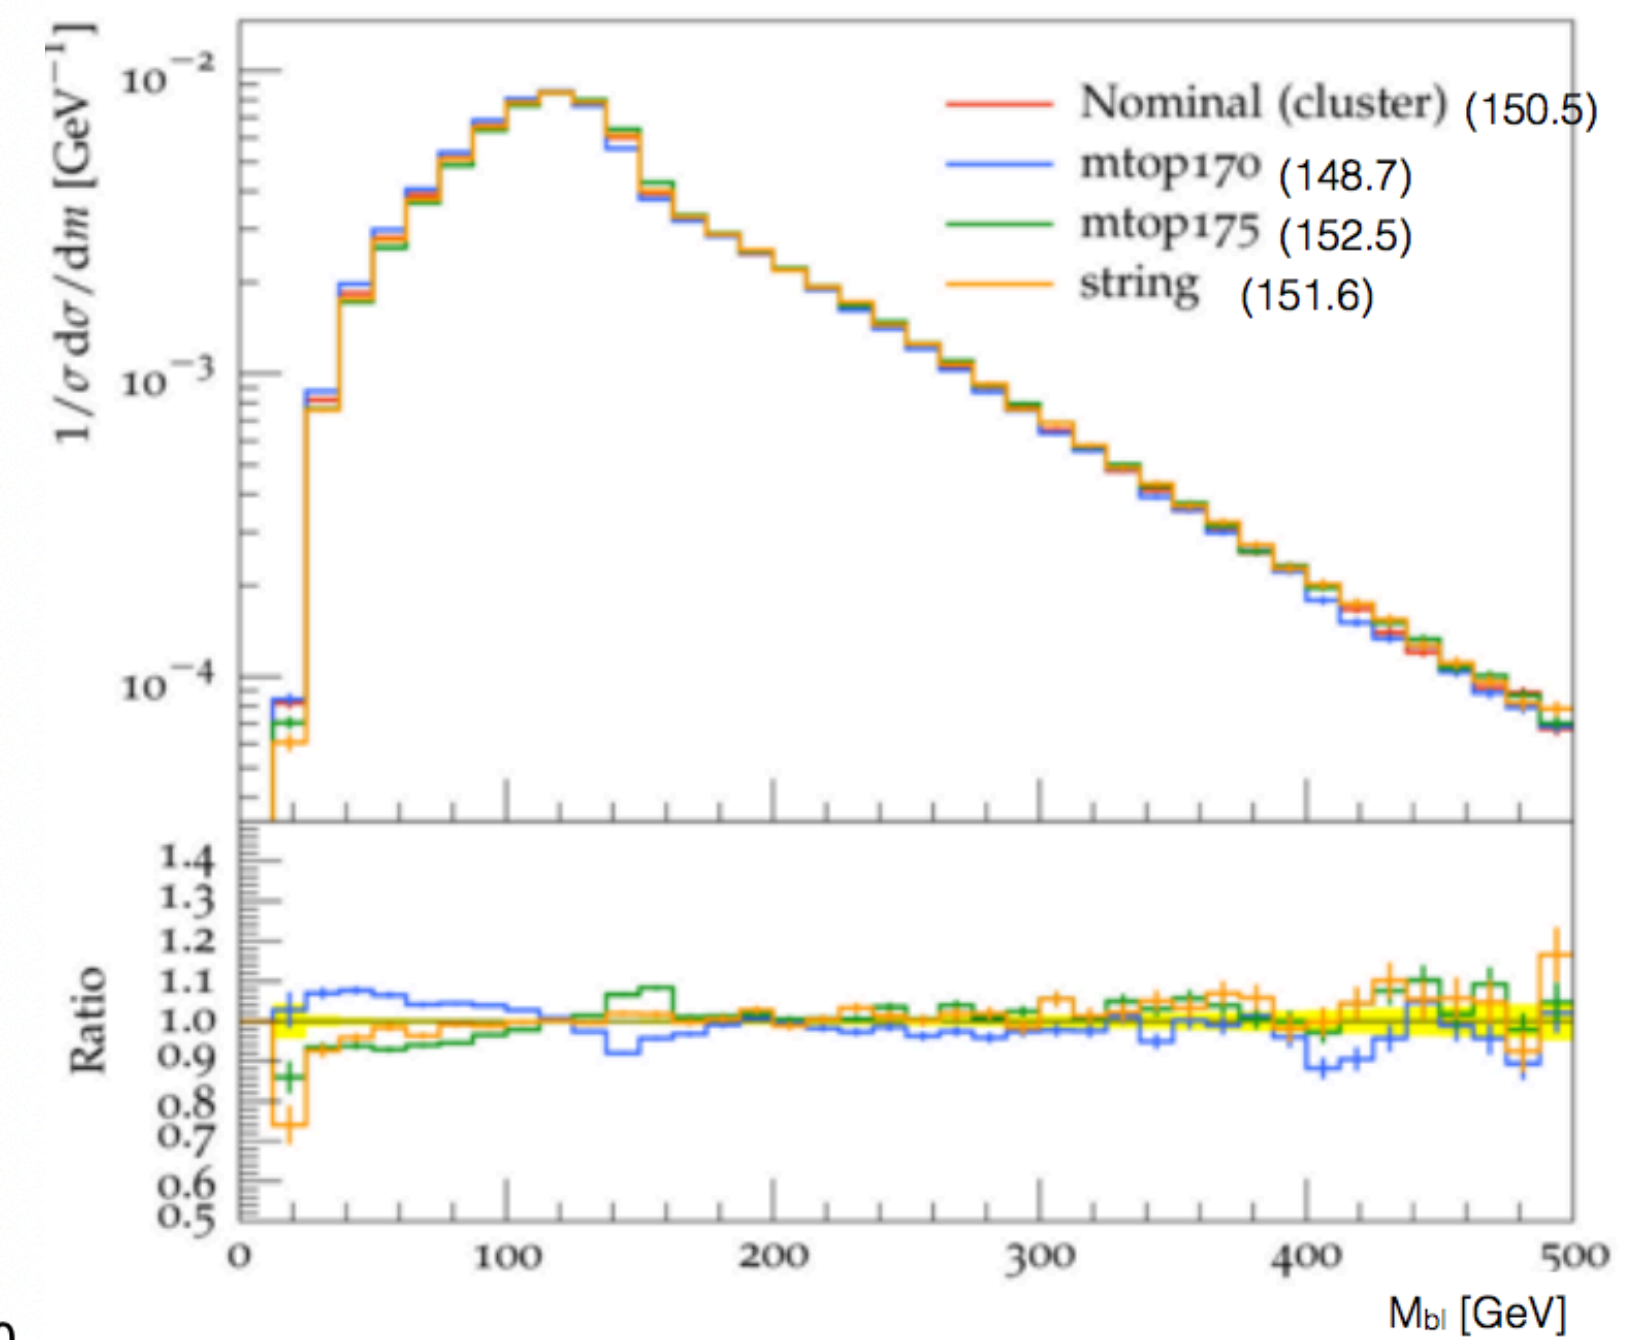 1/σ dσ/dm [GeV⁻¹]
10⁻²
10⁻³
10⁻⁴
Nominal (cluster) (150.5)
mtop170 (148.7)
mtop175 (152.5)
string (151.6)
Ratio
1.4
1.3
1.2
1.1
1.0
0.9
0.8
0.7
0.6
0.5
0 100 200 300 400 500
Mbl [GeV]